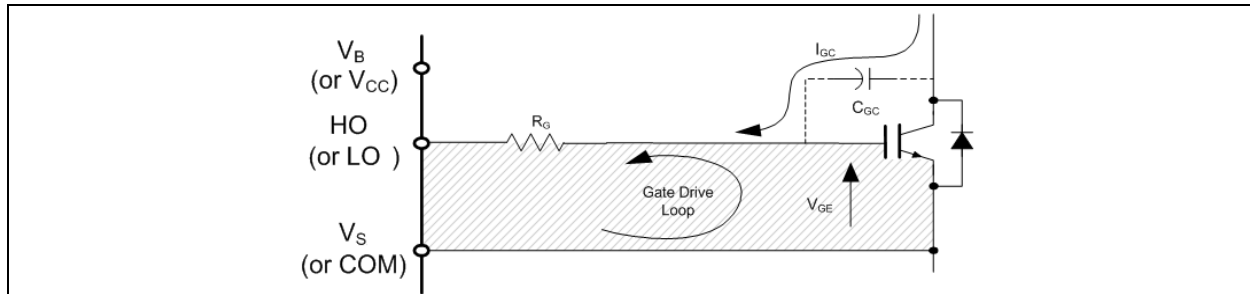 V_B
(or V_CC)
HO
(or LO )
V_S
(or COM)
R_G
I_GC
C_GC
Gate Drive
Loop
V_GE